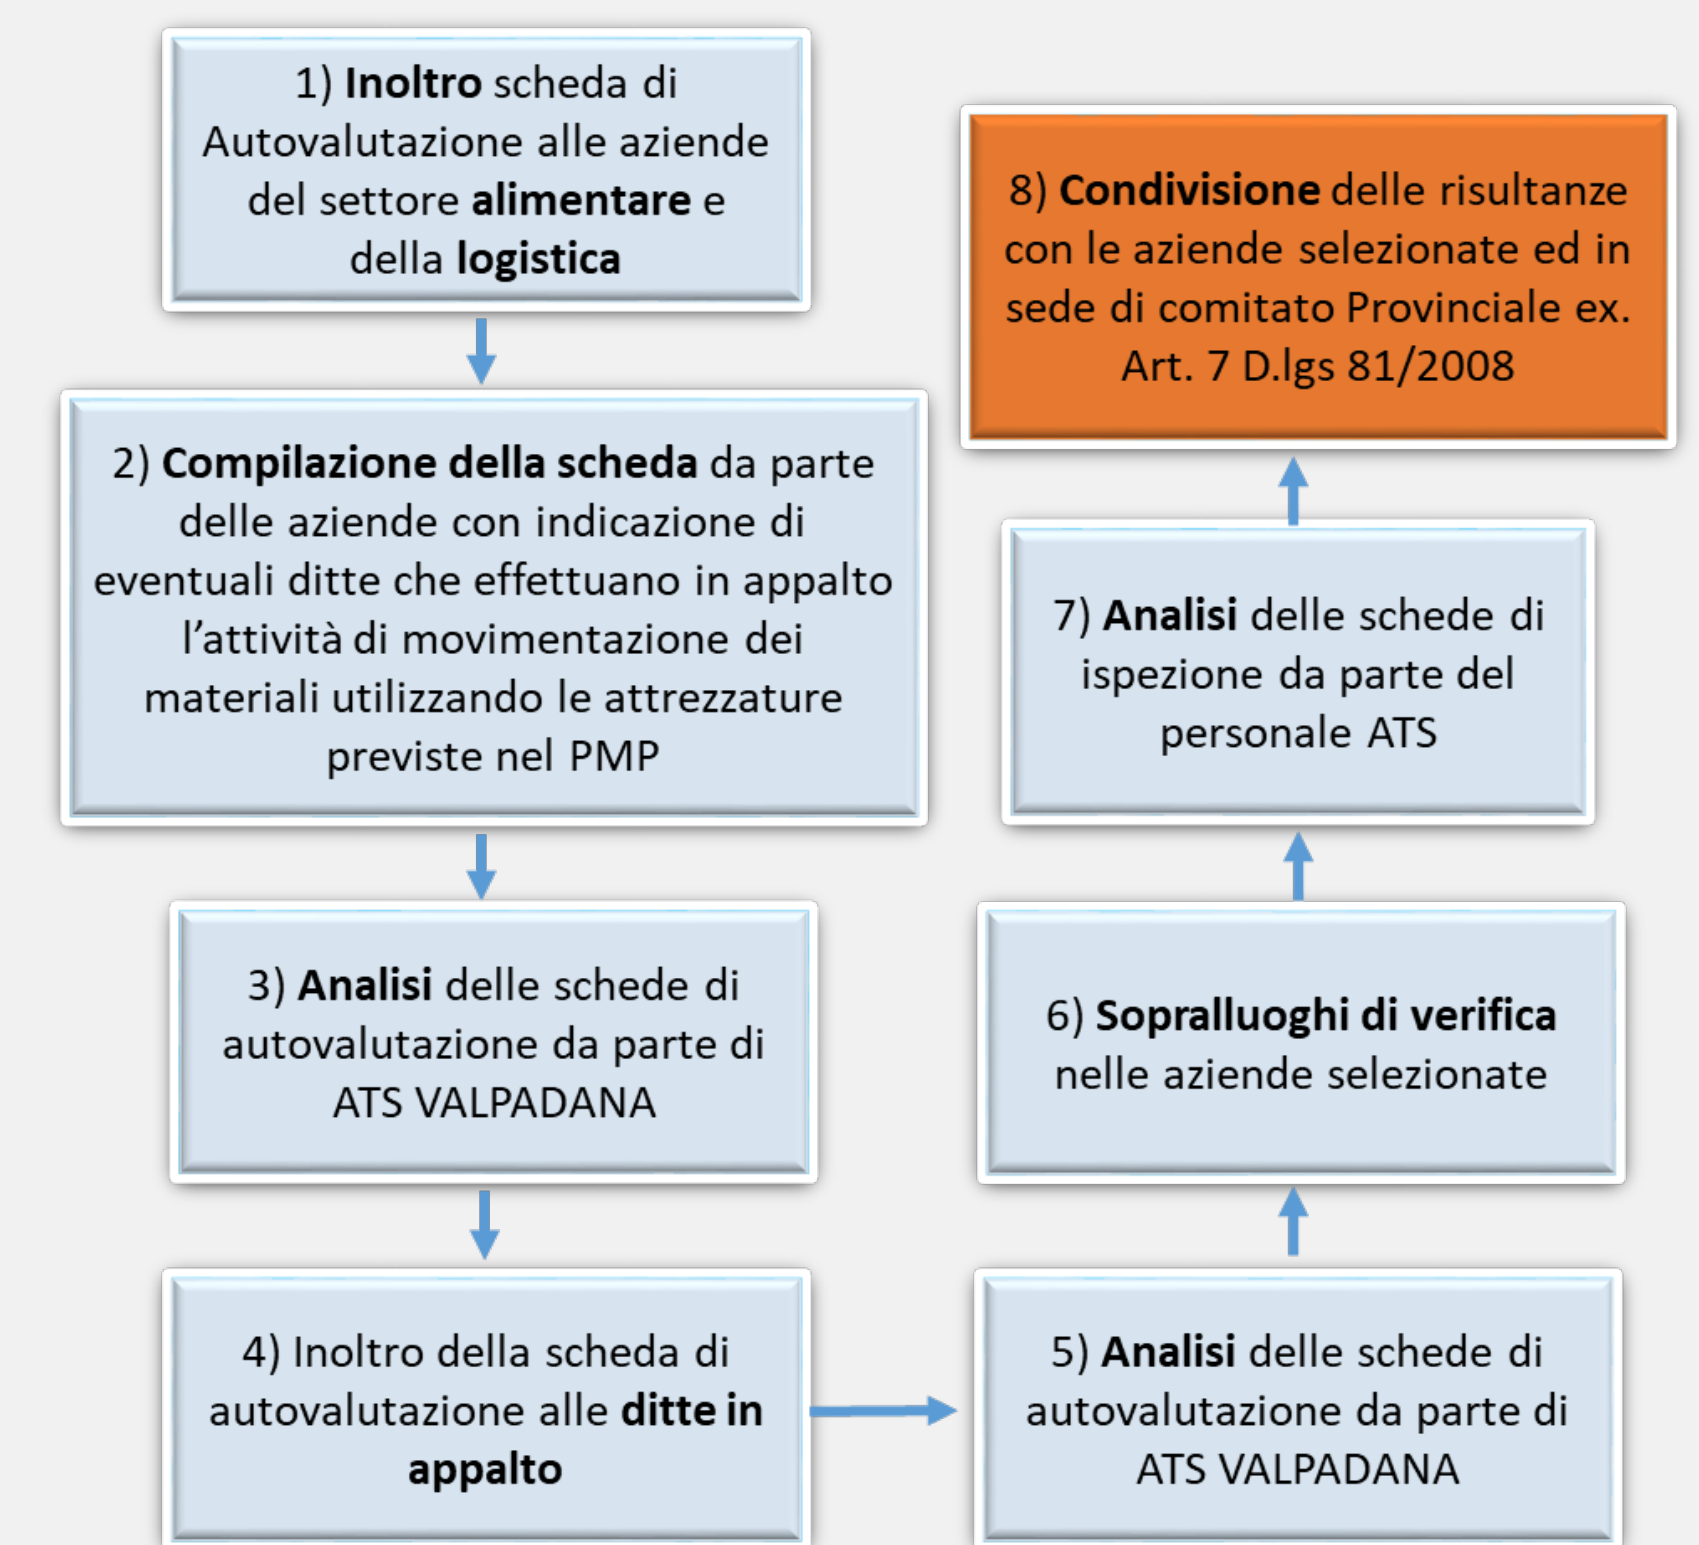 1) Inoltro scheda di
Autovalutazione alle aziende
del settore alimentare e
della logistica
2) Compilazione della scheda da parte
delle aziende con indicazione di
eventuali ditte che effettuano in appalto
l'attività di movimentazione dei
materiali utilizzando le attrezzature
previste nel PMP
3) Analisi delle schede di
autovalutazione da parte di
ATS VALPADANA
4) Inoltro della scheda di
autovalutazione alle ditte in
appalto
5) Analisi delle schede di
autovalutazione da parte di
ATS VALPADANA
6) Sopralluoghi di verifica
nelle aziende selezionate
7) Analisi delle schede di
ispezione da parte del
personale ATS
8) Condivisione delle risultanze
con le aziende selezionate ed in
sede di comitato Provinciale ex.
Art. 7 D.lgs 81/2008